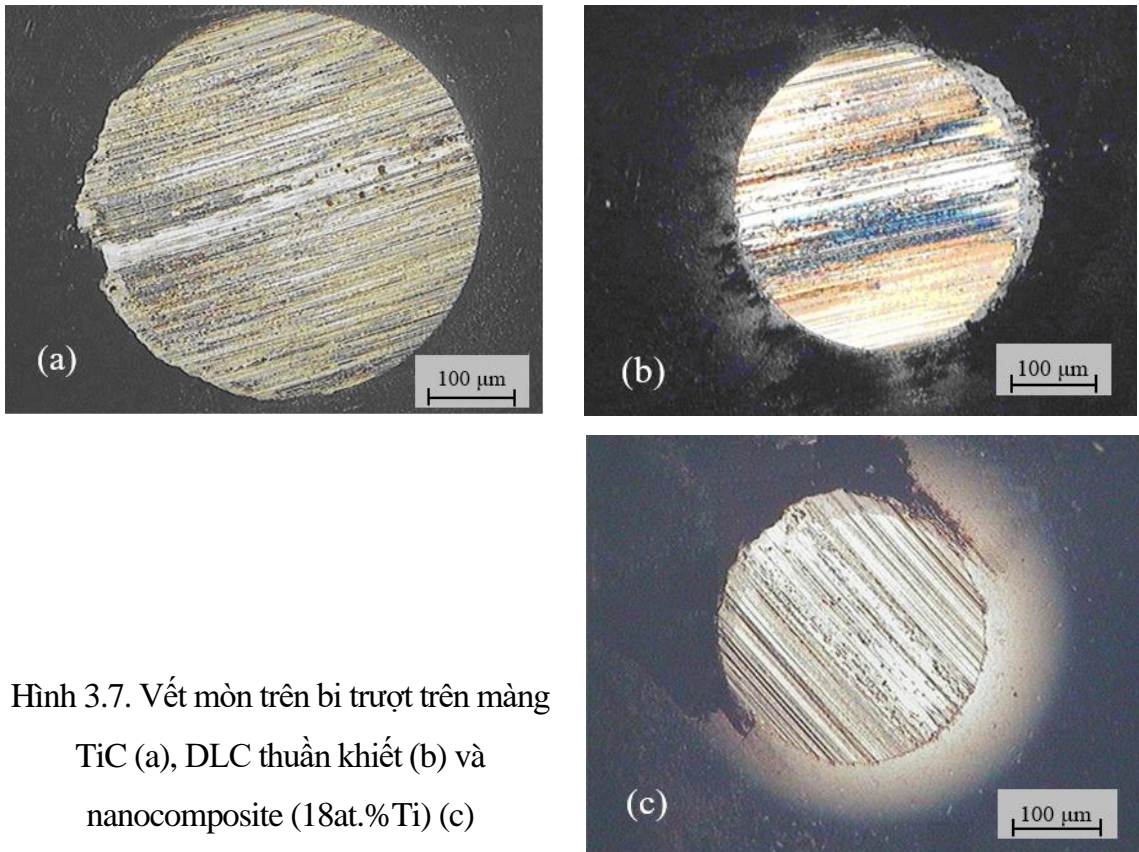 (a)
100 µm
(b)
100 µm
Hình 3.7. Vết mòn trên bi trượt trên màng
TiC (a), DLC thuần khiết (b) và
nanocomposite (18at.%Ti) (c)
(c)
100 µm